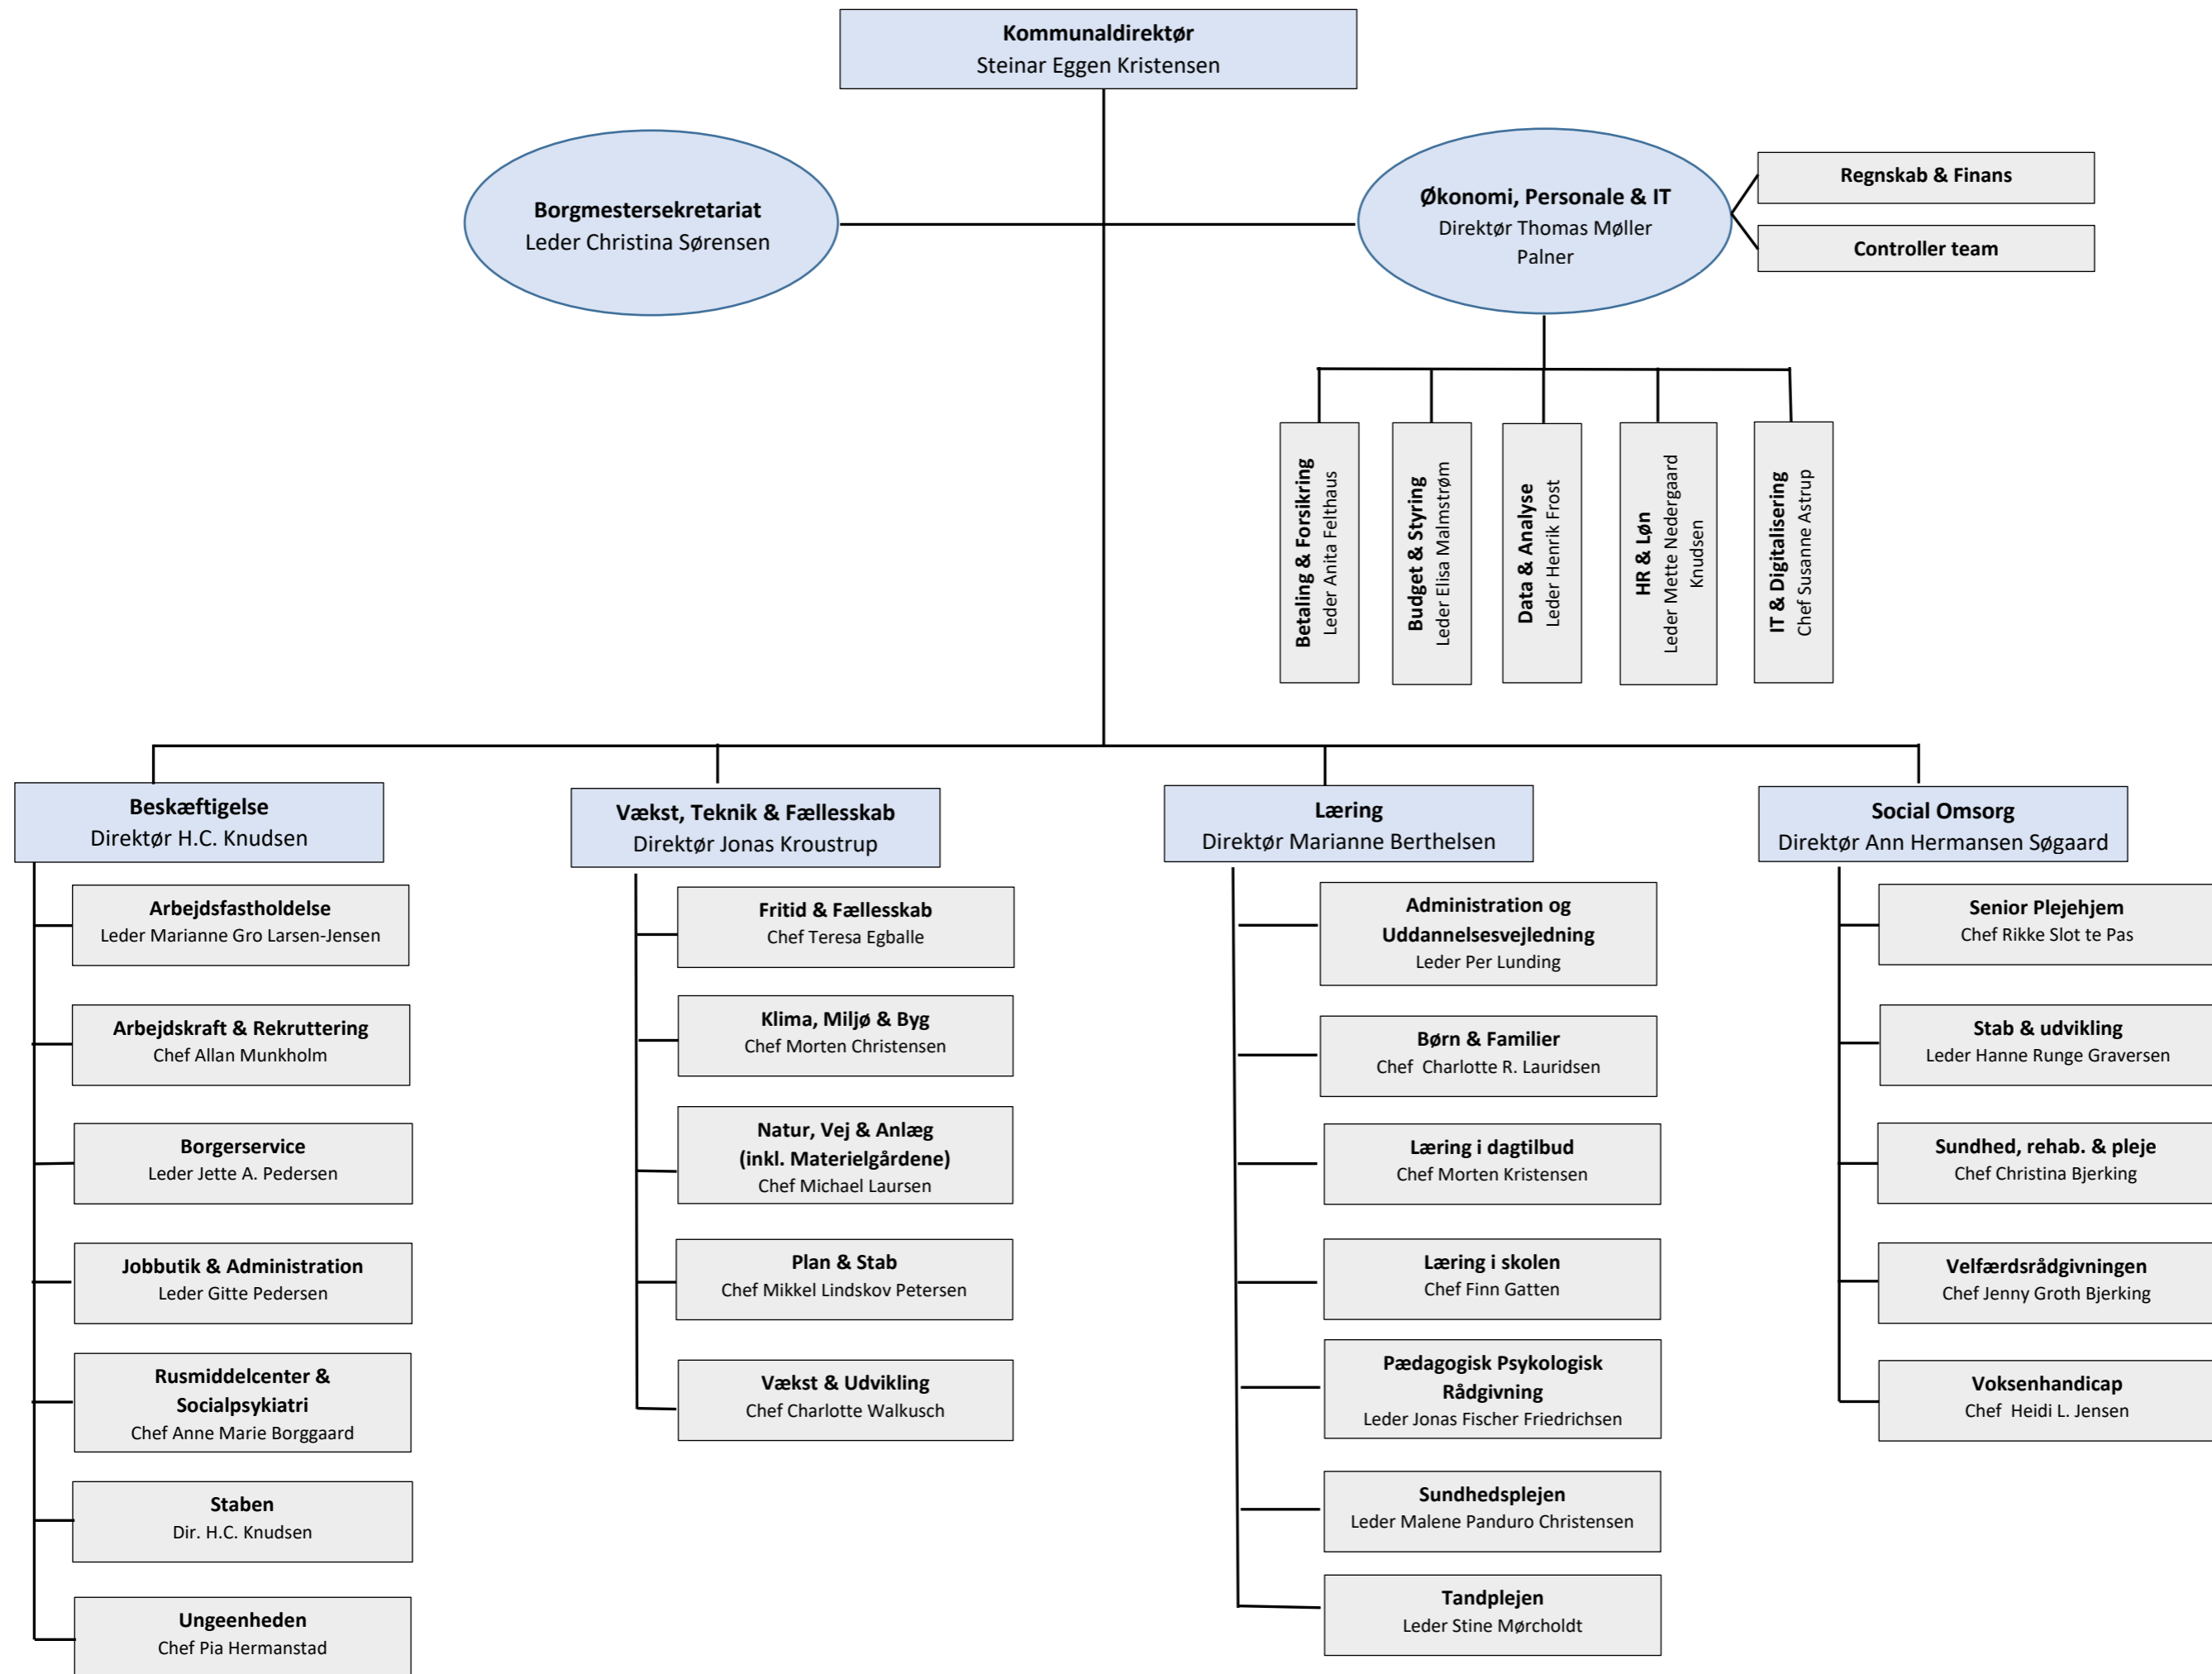 Kommunaldirektør
Steinar Eggen Kristensen
Borgmestersekretariat
Leder Christina Sørensen
Økonomi, Personale & IT
Direktør Thomas Møller
Palner
Regnskab & Finans
Controller team
Betaling & Forsikring
Leder Anita Felthaus
Budget & Styring
Leder Elisa Malmstrøm
Data & Analyse
Leder Henrik Frost
HR & Løn
Leder Mette Nedergaard
Knudsen
IT & Digitalisering
Chef Susanne Astrup
Beskæftigelse
Direktør H.C. Knudsen
Arbejdsfastholdelse
Leder Marianne Gro Larsen-Jensen
Arbejdskraft & Rekruttering
Chef Allan Munkholm
Borgerservice
Leder Jette A. Pedersen
Jobbutik & Administration
Leder Gitte Pedersen
Rusmiddelcenter &
Socialpsykiatri
Chef Anne Marie Borggaard
Staben
Dir. H.C. Knudsen
Ungeenheden
Chef Pia Hermanstad
Vækst, Teknik & Fællesskab
Direktør Jonas Kroustrup
Fritid & Fællesskab
Chef Teresa Egballe
Klima, Miljø & Byg
Chef Morten Christensen
Natur, Vej & Anlæg
(inkl. Materielgårdene)
Chef Michael Laursen
Plan & Stab
Chef Mikkel Lindskov Petersen
Vækst & Udvikling
Chef Charlotte Walkusch
Læring
Direktør Marianne Berthelsen
Administration og
Uddannelsesvejledning
Leder Per Lunding
Børn & Familier
Chef Charlotte R. Lauridsen
Læring i dagtilbud
Chef Morten Kristensen
Læring i skolen
Chef Finn Gatten
Pædagogisk Psykologisk
Rådgivning
Leder Jonas Fischer Friedrichsen
Sundhedsplejen
Leder Malene Panduro Christensen
Tandplejen
Leder Stine Mørcholdt
Social Omsorg
Direktør Ann Hermansen Søgaard
Senior Plejehjem
Chef Rikke Slot te Pas
Stab & udvikling
Leder Hanne Runge Graversen
Sundhed, rehab. & pleje
Chef Christina Bjerking
Velfærdsrådgivningen
Chef Jenny Groth Bjerking
Voksenhandicap
Chef Heidi L. Jensen